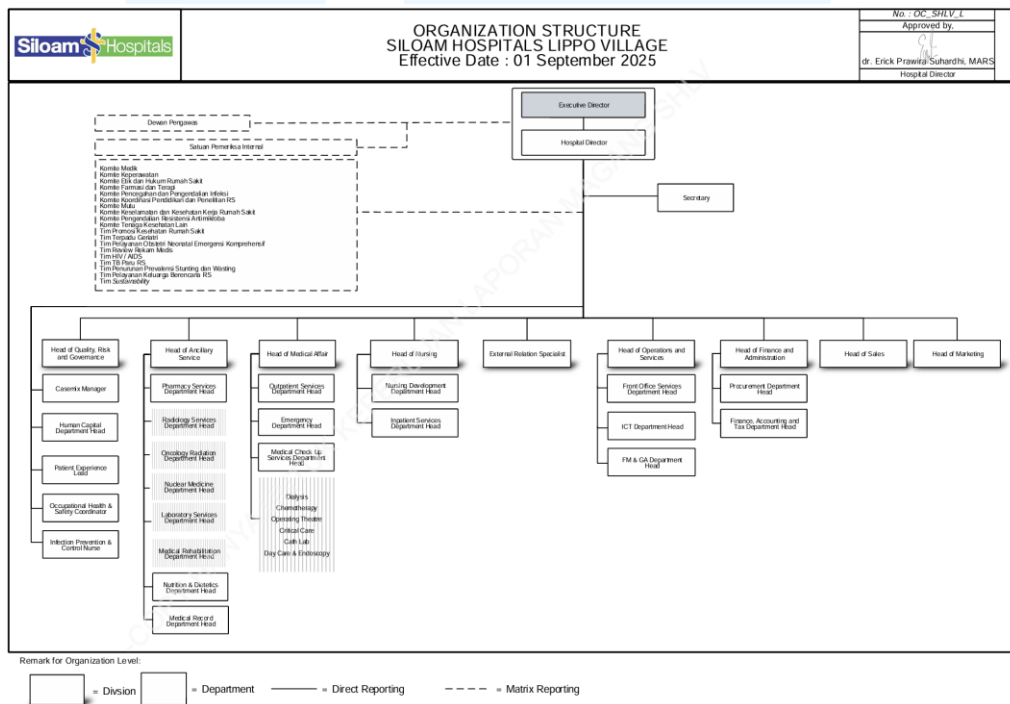 Siloam Hospitals
ORGANIZATION STRUCTURE
SILOAM HOSPITALS LIPPO VILLAGE
Effective Date : 01 September 2025
No. : OC_SHLV_L
Approved by,
dr. Erick Prawira Suhardhi, MARS
Hospital Director
Executive Director
Hospital Director
Dewan Pengawas
Satuan Pemeriksa Internal
Komite Medik
Komite Keperawatan
Komite Etik dan Hukum Rumah Sakit
Komite Farmasi dan Terapi
Komite Pencegahan dan Pengendalian Infeksi
Komite Koordinasi Pendidikan dan Penelitian RS
Komite Mutu
Komite Keselamatan dan Kesehatan Kerja Rumah Sakit
Komite Pengendalian Resistensi Antimikroba
Komite Tenaga Kesehatan Lain
Tim Promosi Kesehatan Rumah Sakit
Tim Terpadu Geriatri
Tim Pelayanan Obstetri Neonatal Emergensi Komprehensif
Tim Review Rekam Medis
Tim HIV / AIDS
Tim TB Paru RS
Tim Penurunan Prevalensi Stunting dan Wasting
Tim Pelayanan Keluarga Berencana RS
Tim Sustainability
Secretary
Head of Quality, Risk
and Governance
Casemix Manager
Human Capital
Department Head
Patient Experience
Lead
Occupational Health &
Safety Coordinator
Infection Prevention &
Control Nurse
Head of Ancillary
Service
Pharmacy Services
Department Head
Radiology Services
Department Head
Oncology Radiation
Department Head
Nuclear Medicine
Department Head
Laboratory Services
Department Head
Medical Rehabilitation
Department Head
Nutrition & Dietetics
Department Head
Medical Record
Department Head
Head of Medical Affair
Outpatient Services
Department Head
Emergency
Department Head
Medical Check Up
Services Department
Head
Dialysis
Chemotherapy
Operating Theatre
Critical Care
Cath Lab
Day Care & Endoscopy
Head of Nursing
Nursing Development
Department Head
Inpatient Services
Department Head
External Relation Specialist
Head of Operations and
Services
Front Office Services
Department Head
ICT Department Head
FM & GA Department
Head
Head of Finance and
Administration
Procurement Department
Head
Finance, Accounting and
Tax Department Head
Head of Sales
Head of Marketing
Remark for Organization Level:
= Divsion
= Department
= Direct Reporting
= Matrix Reporting